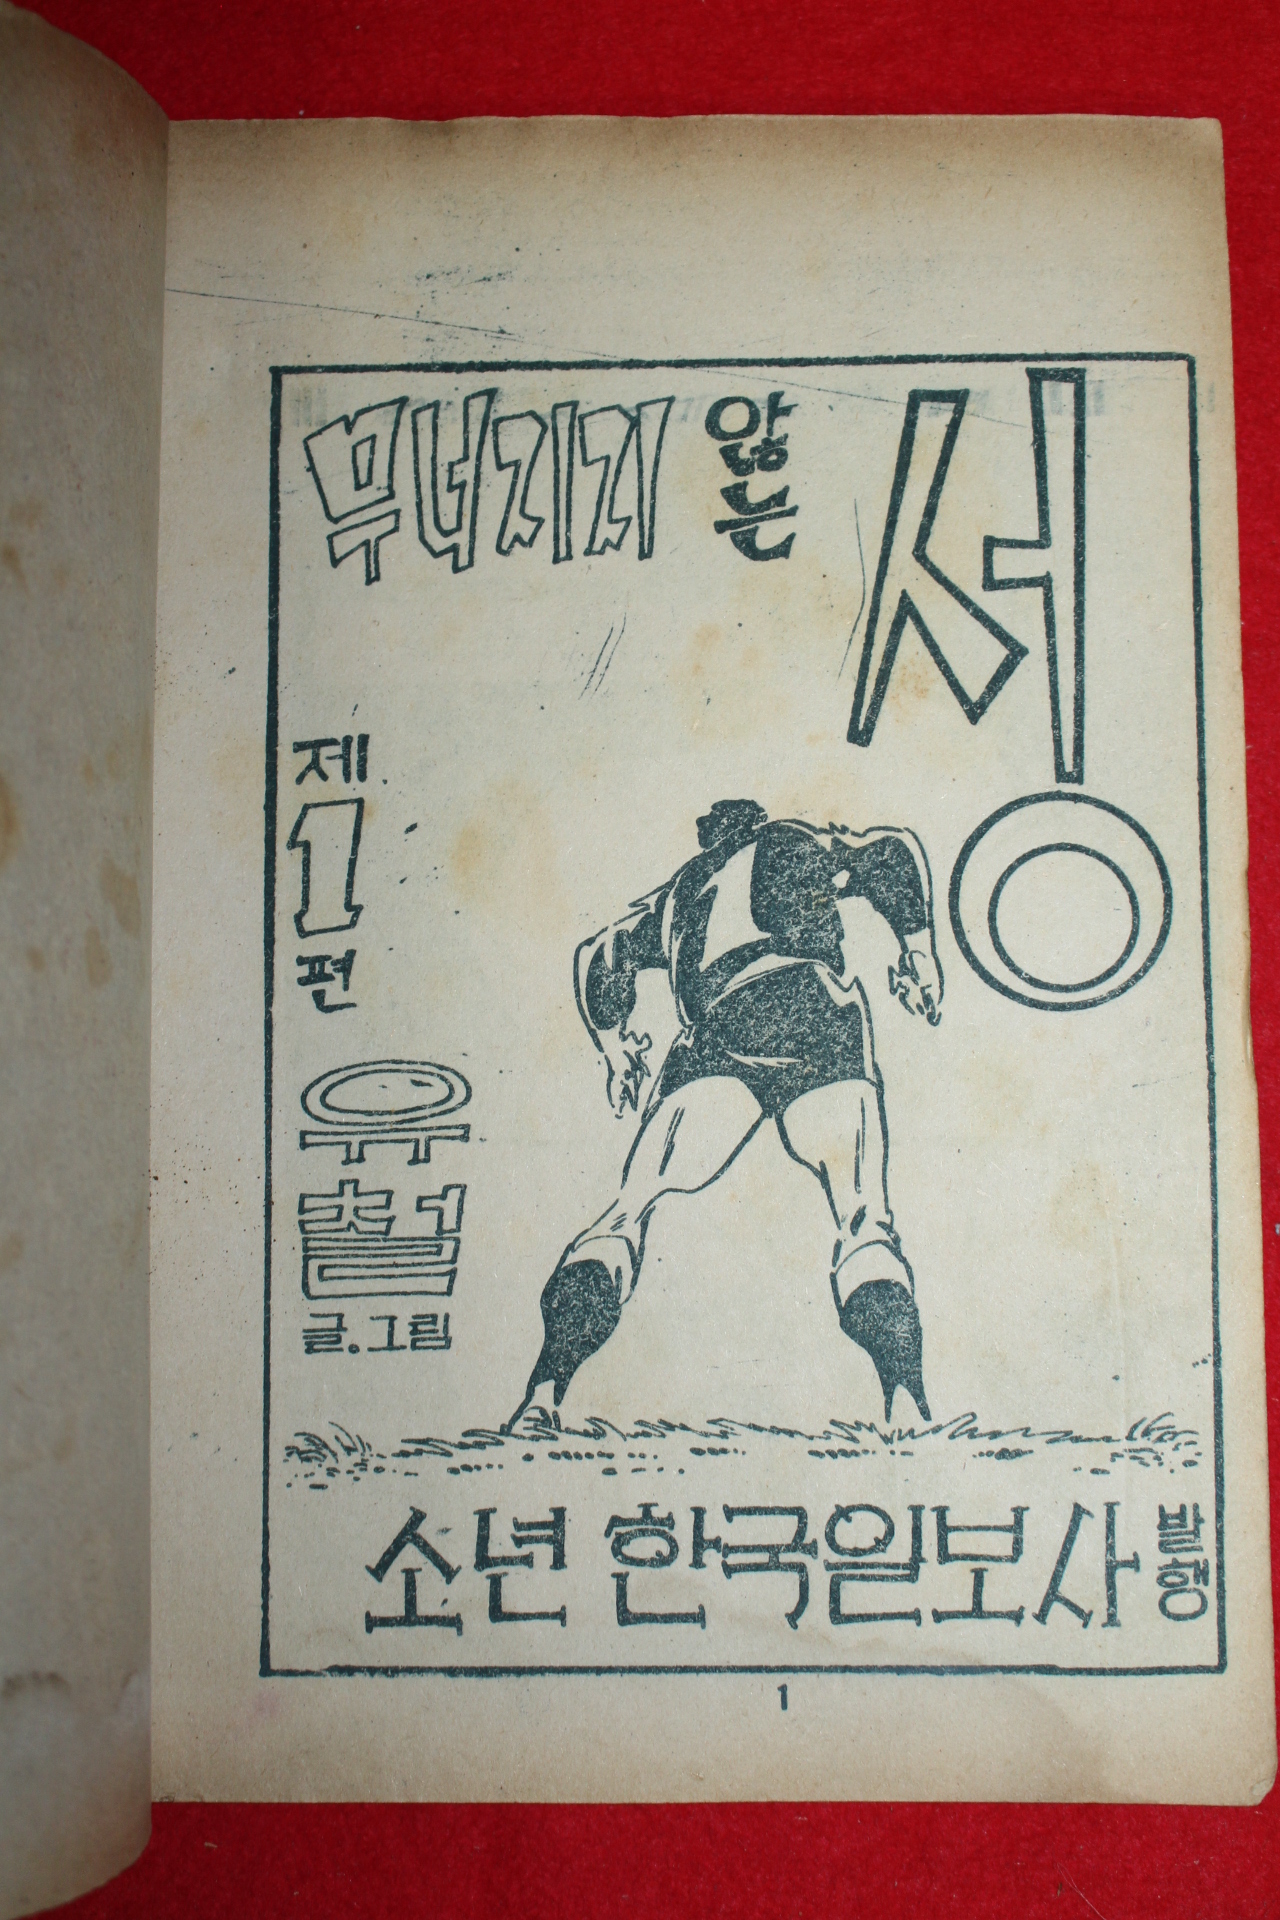 무너지지 않는 성
제
1
편
유철
글.그림
소년 한국일보사 발행
1